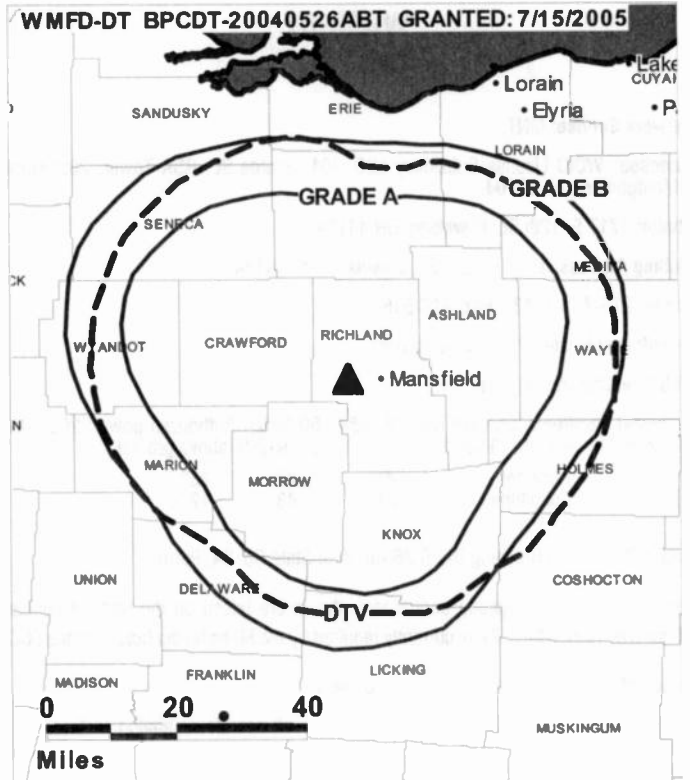 WMFD-DT BPCDT-20040526ABT GRANTED: 7/15/2005
Lake
CUYAH
Lorain
Elyria
SANDUSKY
ERIE
LORAIN
GRADE A
GRADE B
SENECA
MEDINA
CK
ASHLAND
RICHLAND
WYANDOT
CRAWFORD
WAYNE
Mansfield
N
MARION
HOLMES
MORROW
KNOX
UNION
DELAWARE
COSHOCTON
DTV
LICKING
FRANKLIN
MADISON
0 20 40
MUSKINGUM
Miles